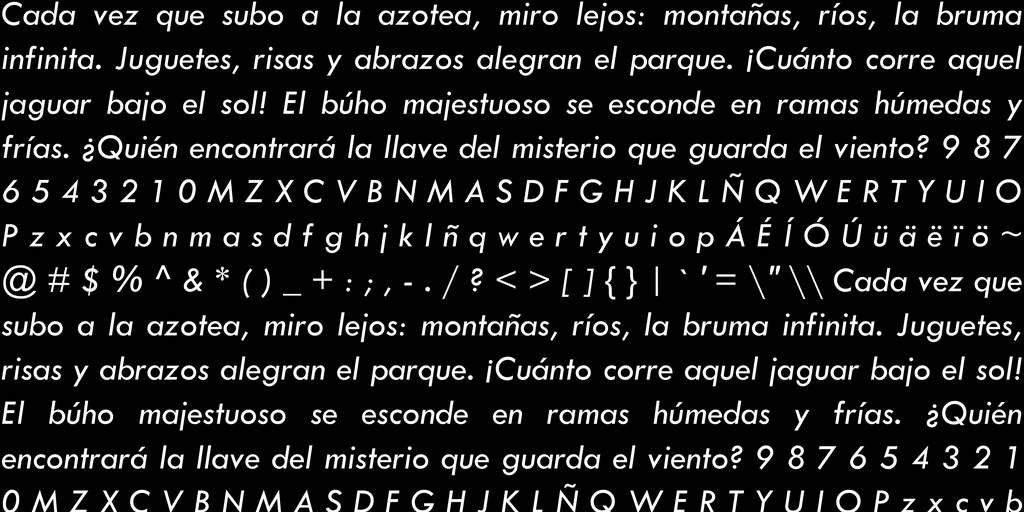 Cada vez que subo a la azotea, miro lejos: montañas, ríos, la bruma
infinita. Juguetes, risas y abrazos alegran el parque. ¡Cuánto corre aquel
jaguar bajo el sol! El búho majestuoso se esconde en ramas húmedas y
frías. ¿Quién encontrará la llave del misterio que guarda el viento? 9 8 7
6 5 4 3 2 1 0 M Z X C V B N M A S D F G H J K L Ñ Q W E R T Y U I O
P z x c v b n m a s d f g h j k l ñ q w e r t y u i o p Á É Í Ó Ú ü ä ë ï ö ~
@ # $ % ^ & * ( ) _ + : ; , - . / ? < > [ ] { } | ` ' = \ " \ \ Cada vez que
subo a la azotea, miro lejos: montañas, ríos, la bruma infinita. Juguetes,
risas y abrazos alegran el parque. ¡Cuánto corre aquel jaguar bajo el sol!
El búho majestuoso se esconde en ramas húmedas y frías. ¿Quién
encontrará la llave del misterio que guarda el viento? 9 8 7 6 5 4 3 2 1
0 M Z X C V B N M A S D F G H J K L Ñ Q W E R T Y U I O P z x c v b